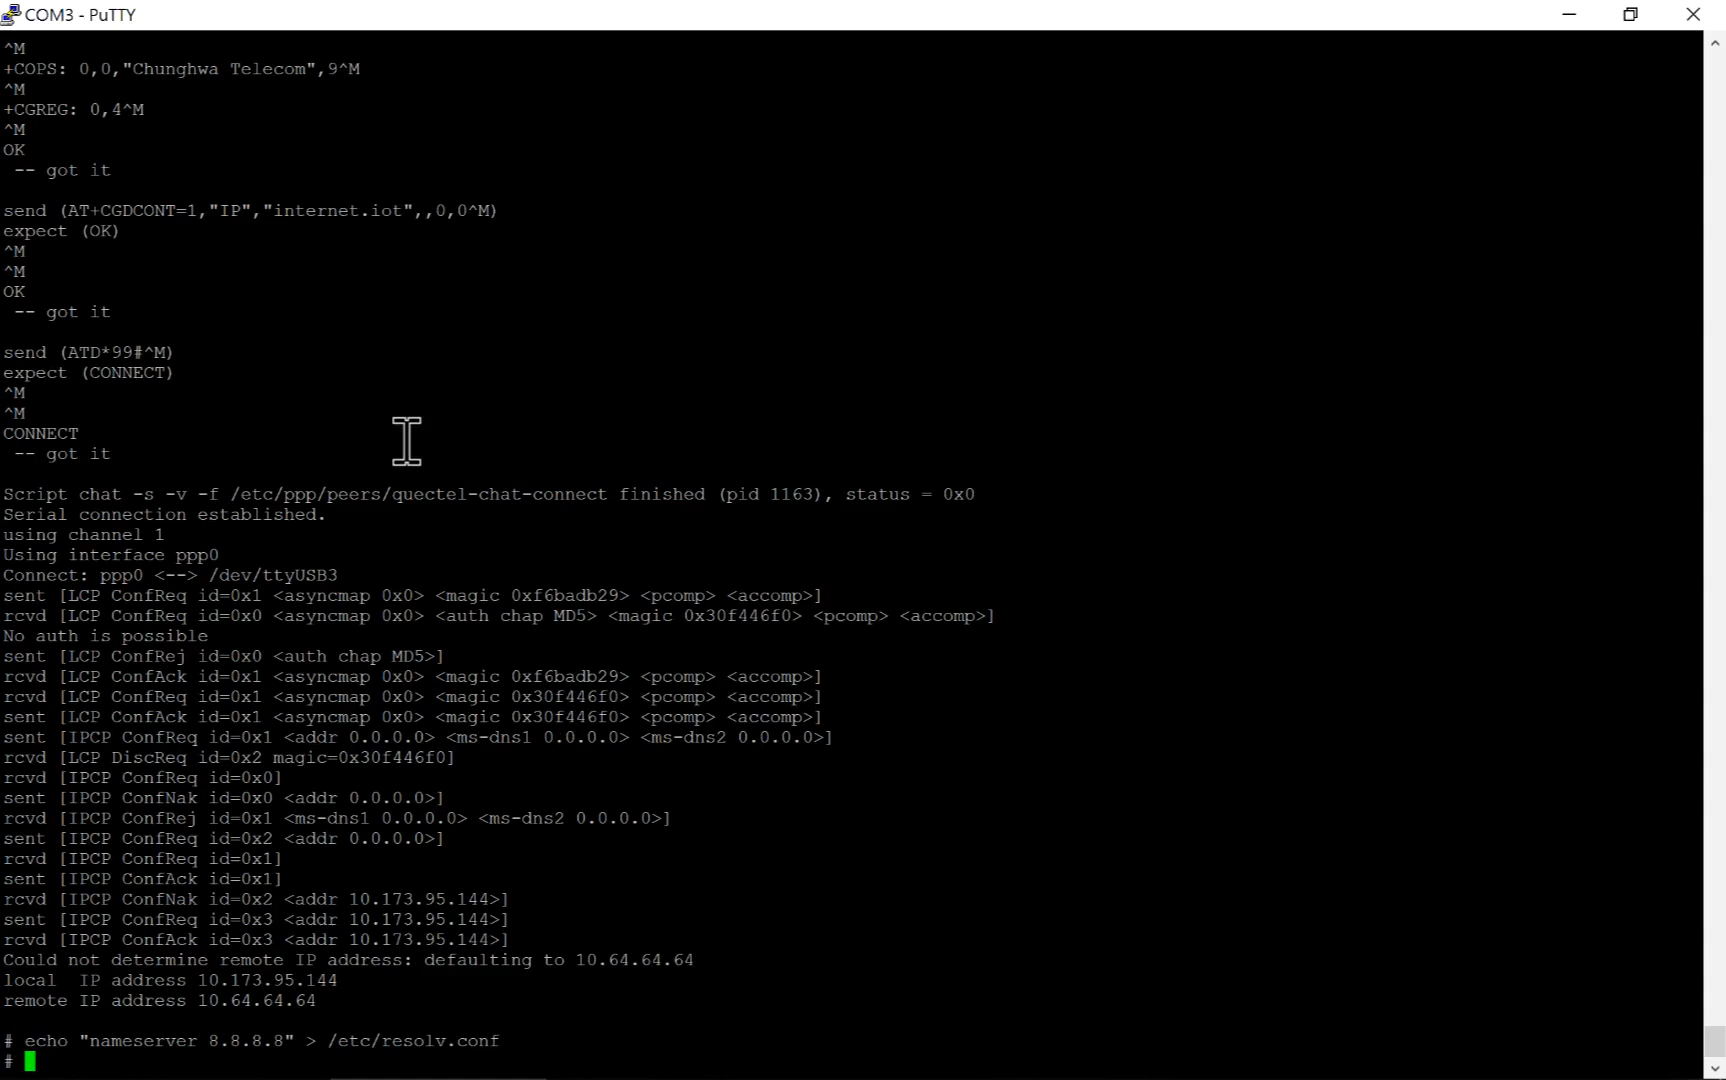 COM3 - PuTTY
^M
+COPS: 0,0,"Chunghwa Telecom",9^M
^M
+CGREG: 0,4^M
^M
OK
 -- got it
send (AT+CGDCONT=1,"IP","internet.iot",,0,0^M)
expect (OK)
^M
^M
OK
 -- got it
send (ATD*99#^M)
expect (CONNECT)
^M
^M
CONNECT
 -- got it
Script chat -s -v -f /etc/ppp/peers/quectel-chat-connect finished (pid 1163), status = 0x0
Serial connection established.
using channel 1
Using interface ppp0
Connect: ppp0 <--> /dev/ttyUSB3
sent [LCP ConfReq id=0x1 <asyncmap 0x0> <magic 0xf6badb29> <pcomp> <accomp>]
rcvd [LCP ConfReq id=0x0 <asyncmap 0x0> <auth chap MD5> <magic 0x30f446f0> <pcomp> <accomp>]
No auth is possible
sent [LCP ConfRej id=0x0 <auth chap MD5>]
rcvd [LCP ConfAck id=0x1 <asyncmap 0x0> <magic 0xf6badb29> <pcomp> <accomp>]
rcvd [LCP ConfReq id=0x1 <asyncmap 0x0> <magic 0x30f446f0> <pcomp> <accomp>]
sent [LCP ConfAck id=0x1 <asyncmap 0x0> <magic 0x30f446f0> <pcomp> <accomp>]
sent [IPCP ConfReq id=0x1 <addr 0.0.0.0> <ms-dns1 0.0.0.0> <ms-dns2 0.0.0.0>]
rcvd [LCP DiscReq id=0x2 magic=0x30f446f0]
rcvd [IPCP ConfReq id=0x0]
sent [IPCP ConfNak id=0x0 <addr 0.0.0.0>]
rcvd [IPCP ConfRej id=0x1 <ms-dns1 0.0.0.0> <ms-dns2 0.0.0.0>]
sent [IPCP ConfReq id=0x2 <addr 0.0.0.0>]
rcvd [IPCP ConfReq id=0x1]
sent [IPCP ConfAck id=0x1]
rcvd [IPCP ConfNak id=0x2 <addr 10.173.95.144>]
sent [IPCP ConfReq id=0x3 <addr 10.173.95.144>]
rcvd [IPCP ConfAck id=0x3 <addr 10.173.95.144>]
Could not determine remote IP address: defaulting to 10.64.64.64
local  IP address 10.173.95.144
remote IP address 10.64.64.64
# echo "nameserver 8.8.8.8" > /etc/resolv.conf
#